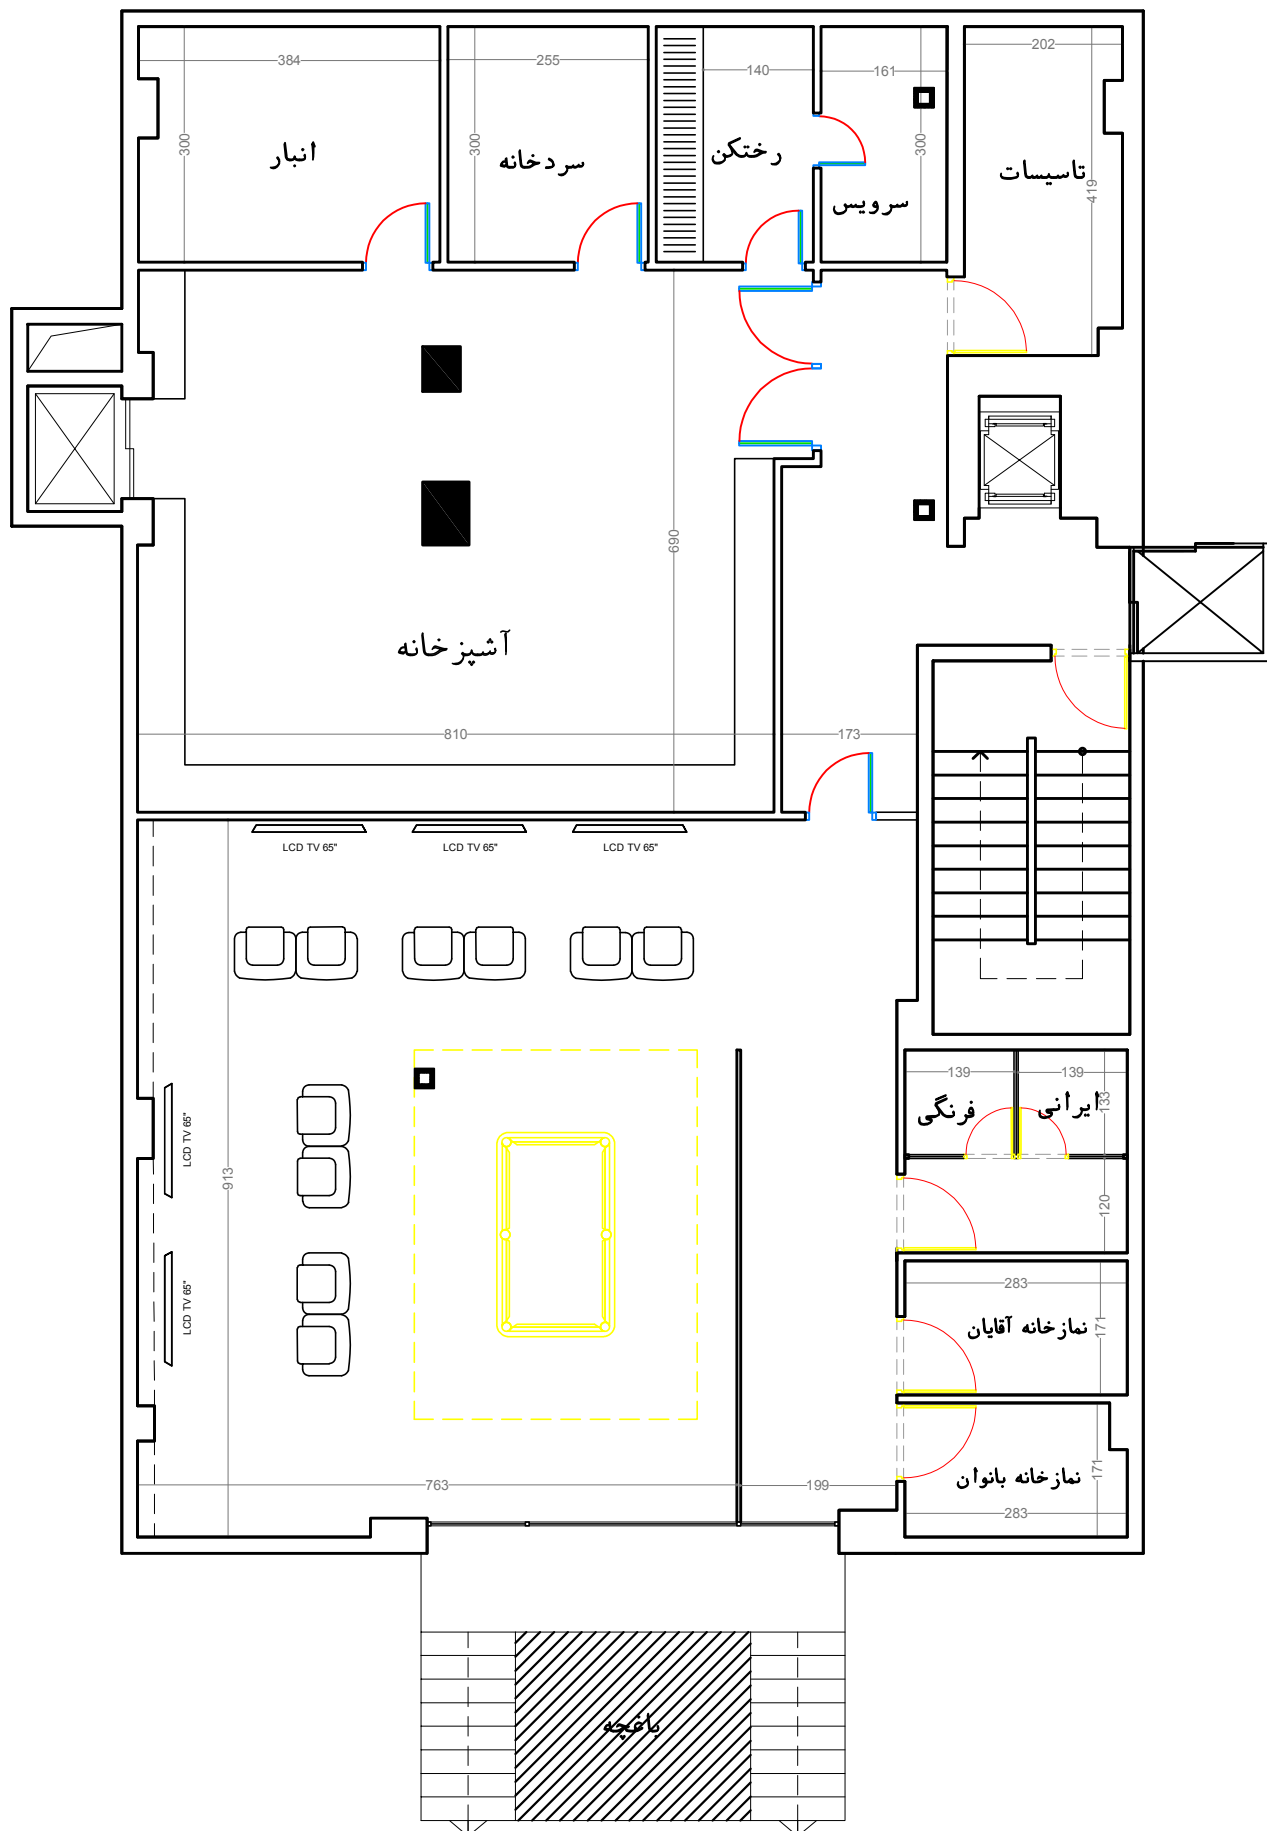 384
255
140
161
202
300
300
300
419
انبار
سردخانه
رختکن
سرویس
تاسیسات
690
آشپزخانه
810
173
LCD TV 65"
LCD TV 65"
LCD TV 65"
913
LCD TV 65"
LCD TV 65"
139
139
133
فرنگی
ایرانی
120
283
نمازخانه آقایان
171
نمازخانه بانوان
171
283
763
199
باغچه